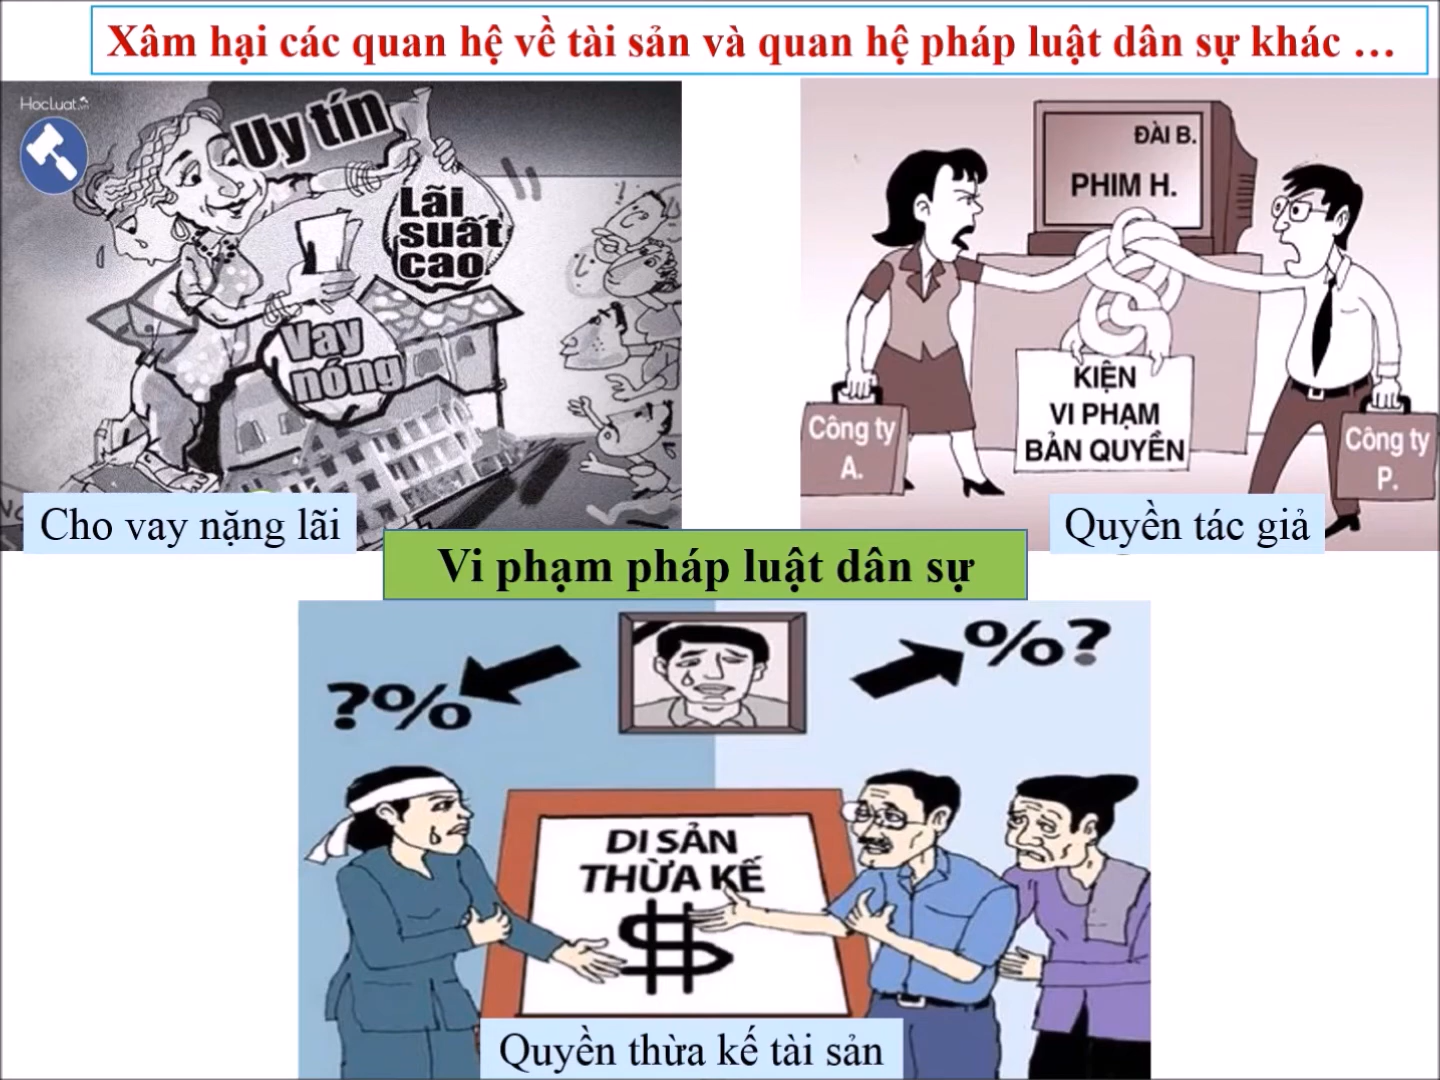 Xâm hại các quan hệ về tài sản và quan hệ pháp luật dân sự khác …
HocLuat.vn
Uy tín
Lãi
suất
cao
Vay
nóng
Cho vay nặng lãi
ĐÀI B.
PHIM H.
KIỆN
VI PHẠM
BẢN QUYỀN
Công ty
A.
Công ty
P.
Quyền tác giả
Vi phạm pháp luật dân sự
?%
%?
DI SẢN
THỪA KẾ
$
Quyền thừa kế tài sản